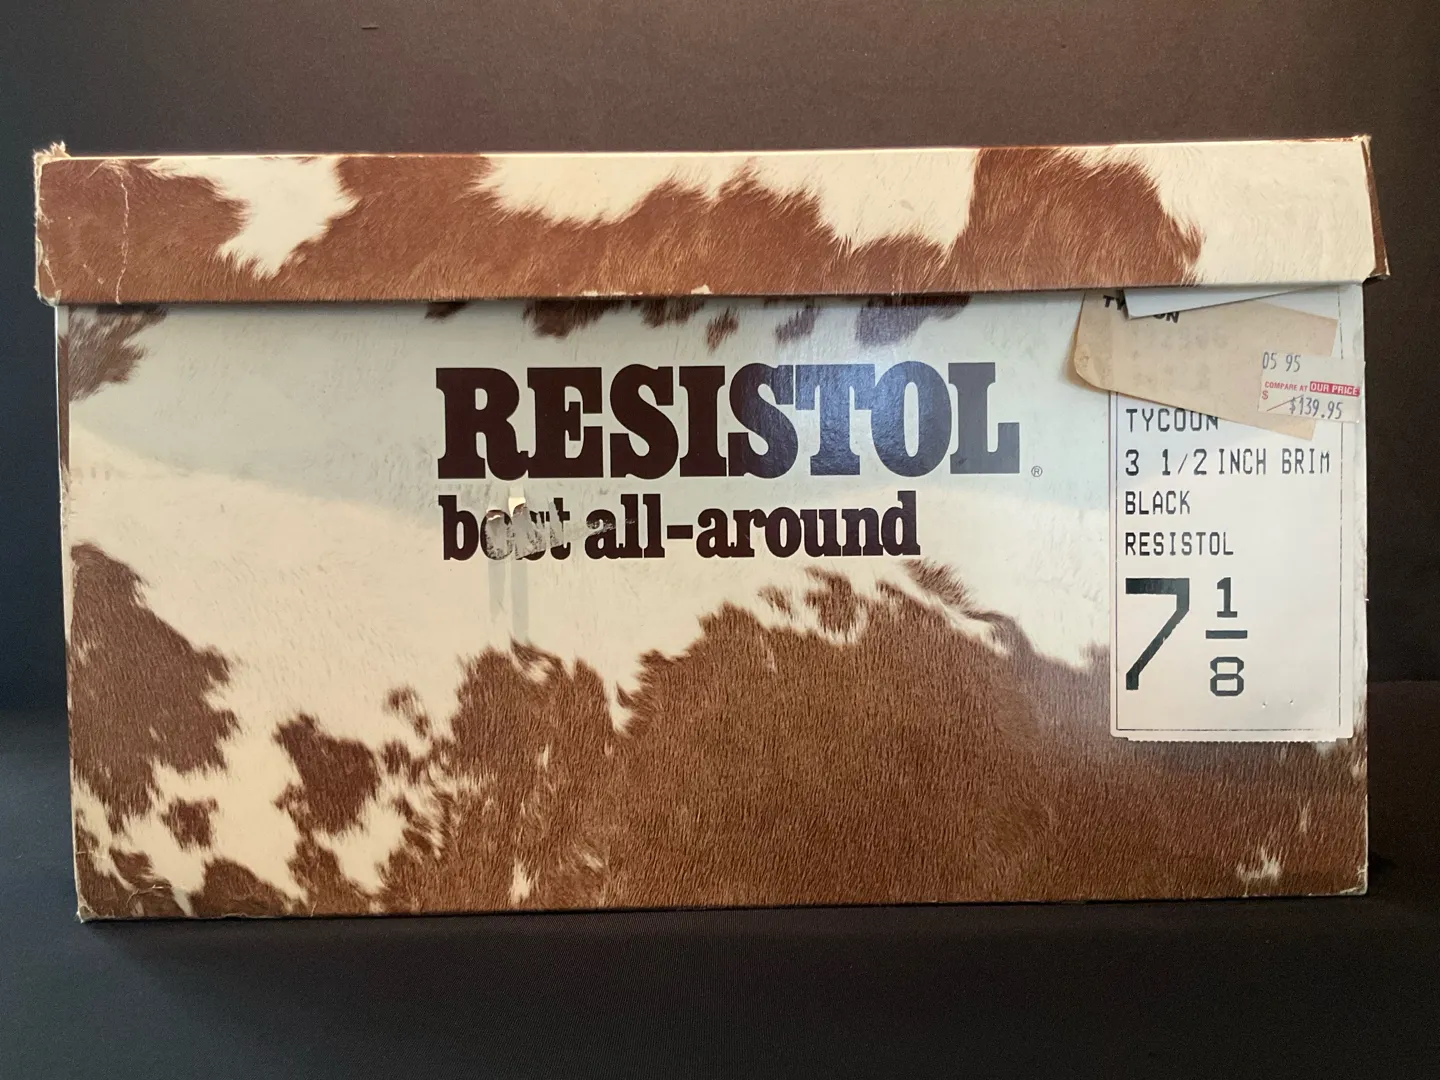 RESISTOL®
best all-around
05 95
COMPARE AT OUR PRICE
$ $139.95
TYCOON
3 1/2 INCH BRIM
BLACK
RESISTOL
7 1/8